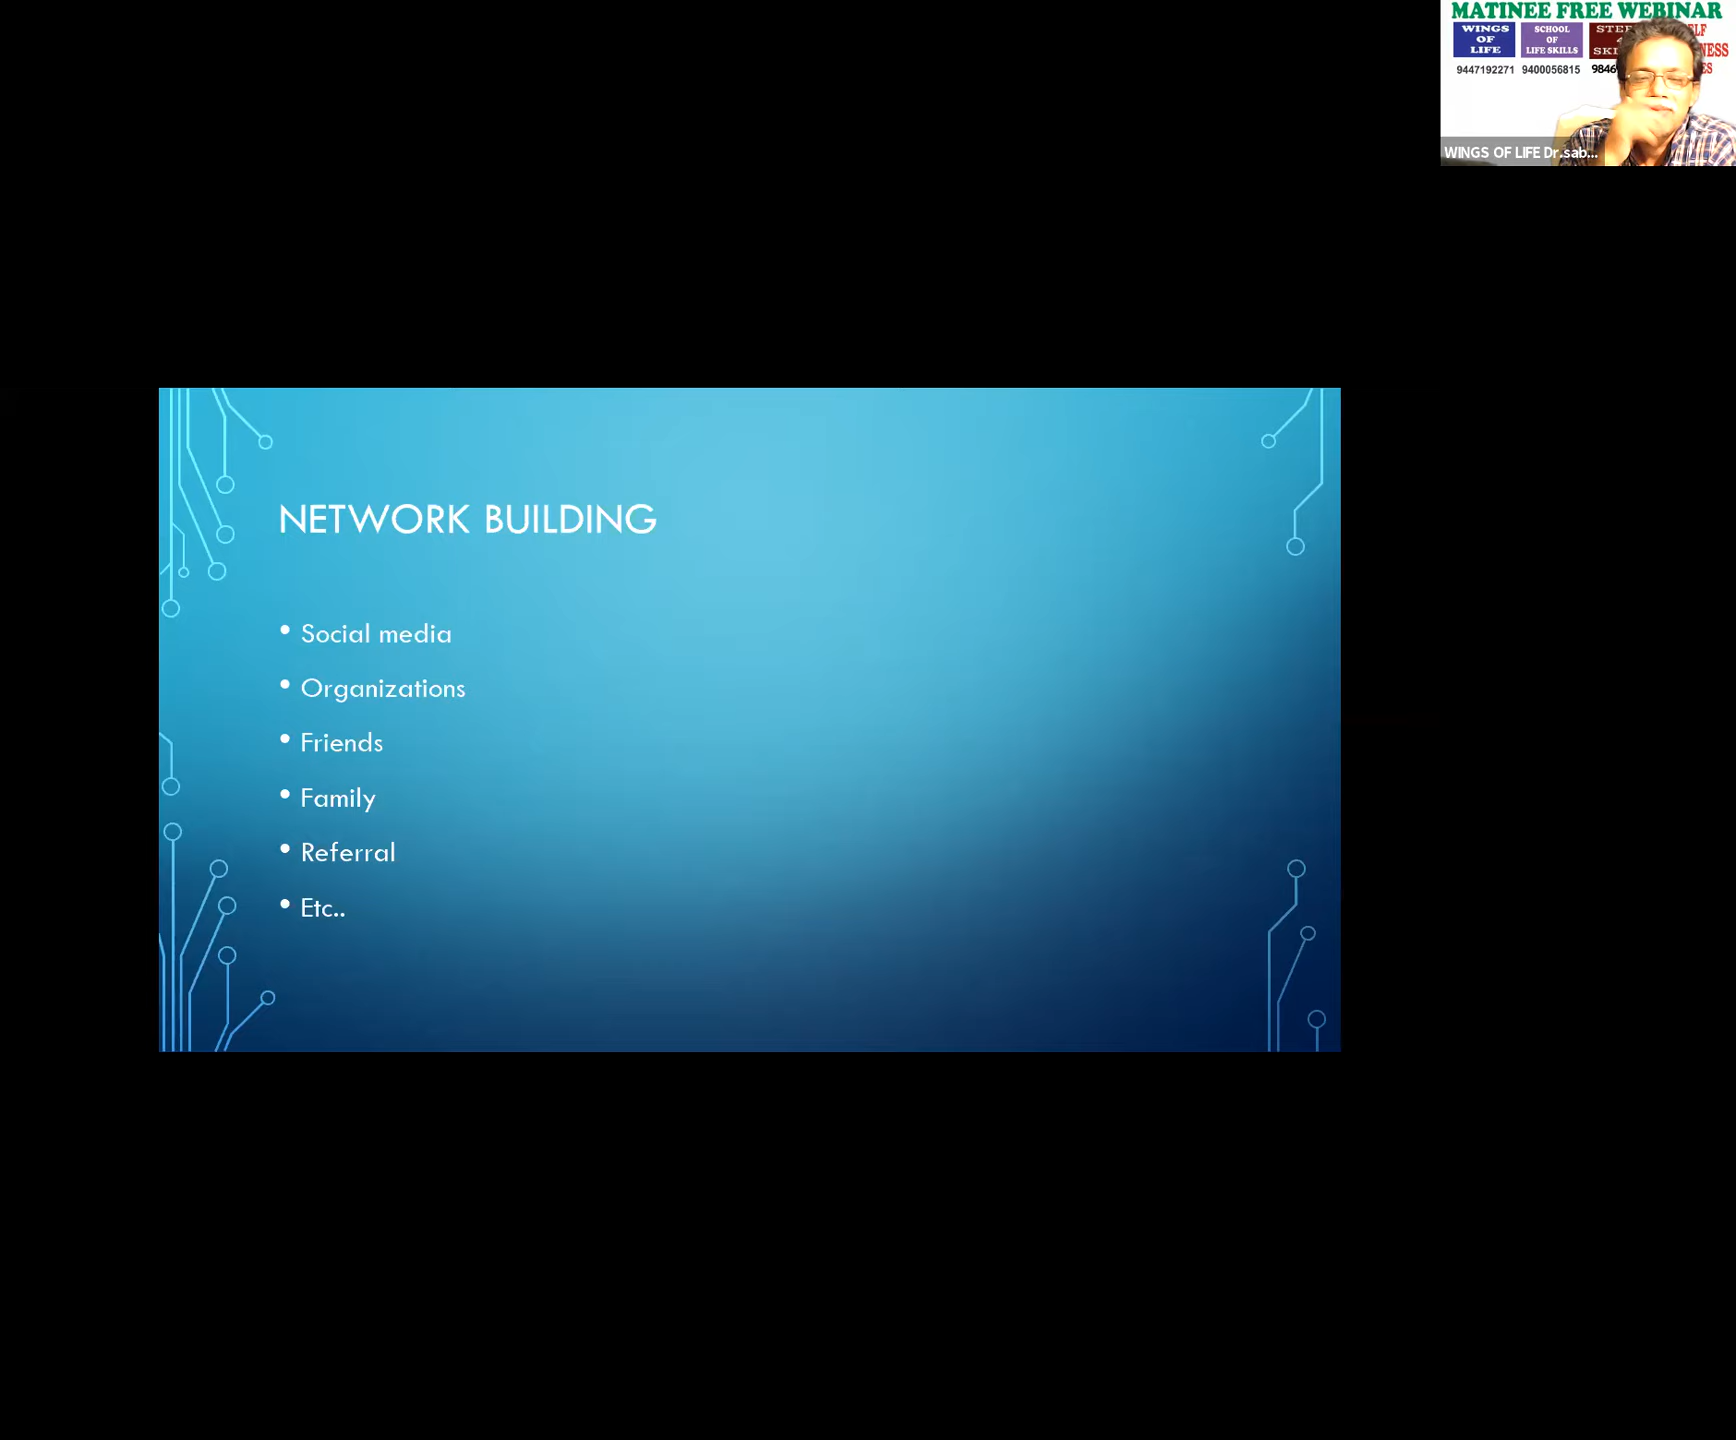 MATINEE FREE WEBINAR
WINGS
OF
LIFE
SCHOOL
OF
LIFE SKILLS
9447192271 9400056815
WINGS OF LIFE Dr.sab...
NETWORK BUILDING
• Social media
• Organizations
• Friends
• Family
• Referral
• Etc..